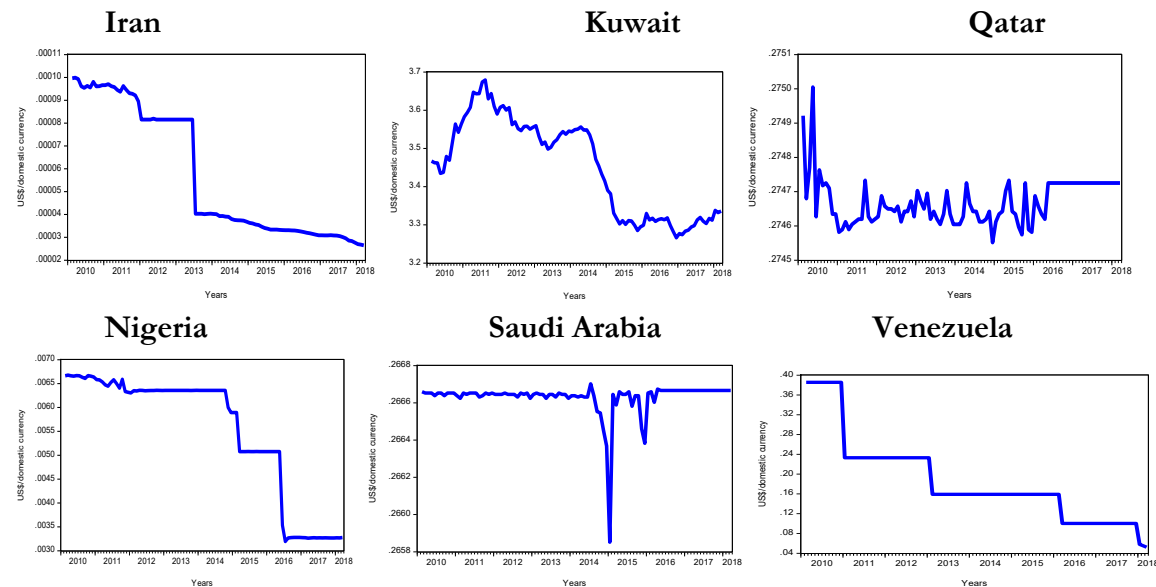 Iran
.00011
.00010
.00009
.00008
.00007
.00006
.00005
.00004
.00003
.00002
US$/domestic currency
2010 2011 2012 2013 2014 2015 2016 2017 2018
Years
Kuwait
3.7
3.6
3.5
3.4
3.3
3.2
US$/domestic currency
2010 2011 2012 2013 2014 2015 2016 2017 2018
Years
Qatar
.2751
.2750
.2749
.2748
.2747
.2746
.2745
US$/domestic currency
2010 2011 2012 2013 2014 2015 2016 2017 2018
Years
Nigeria
.0070
.0065
.0060
.0055
.0050
.0045
.0040
.0035
.0030
US$/domestic currency
2010 2011 2012 2013 2014 2015 2016 2017 2018
Years
Saudi Arabia
.2668
.2666
.2664
.2662
.2660
.2658
US$/domestic currency
2010 2011 2012 2013 2014 2015 2016 2017 2018
Years
Venezuela
.40
.36
.32
.28
.24
.20
.16
.12
.08
.04
US$/domestic currency
2010 2011 2012 2013 2014 2015 2016 2017 2018
Years